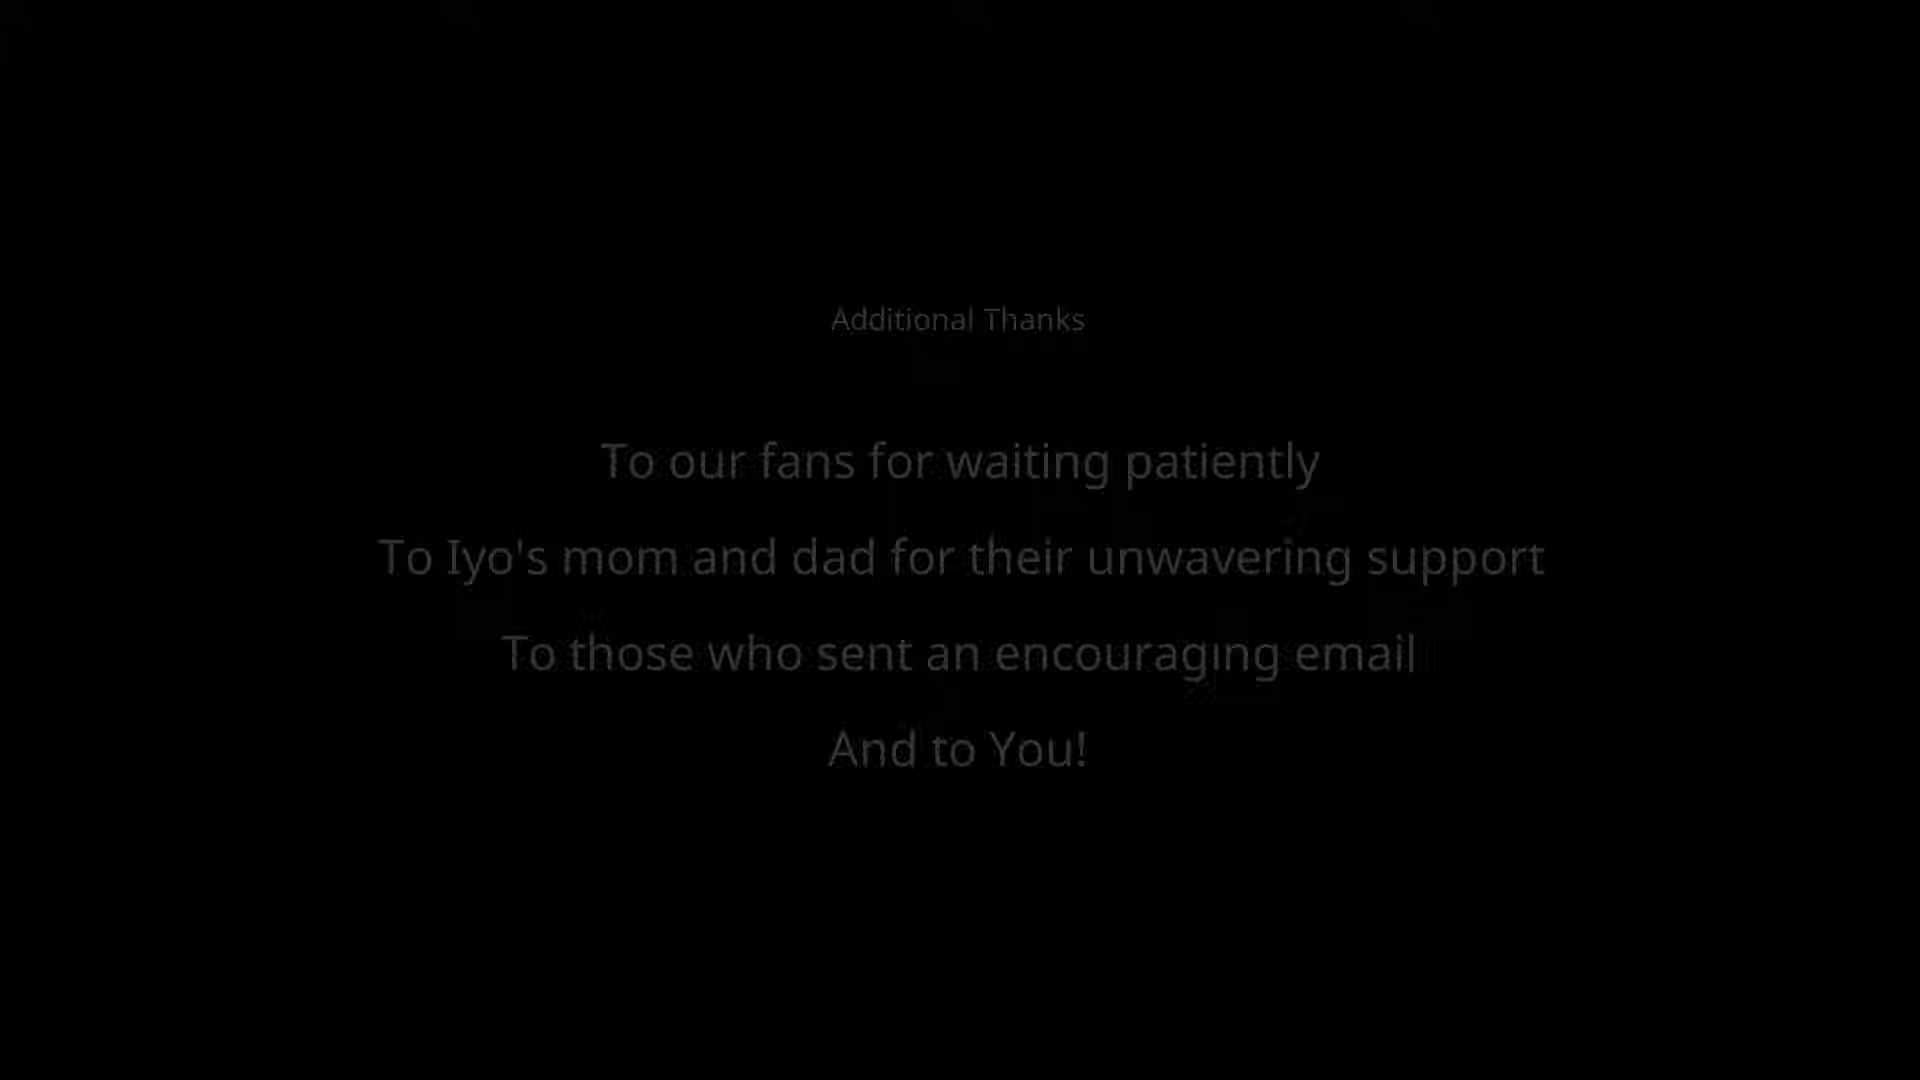 Additional Thanks
To our fans for waiting patiently
To Iyo's mom and dad for their unwavering support
To those who sent an encouraging email
And to You!